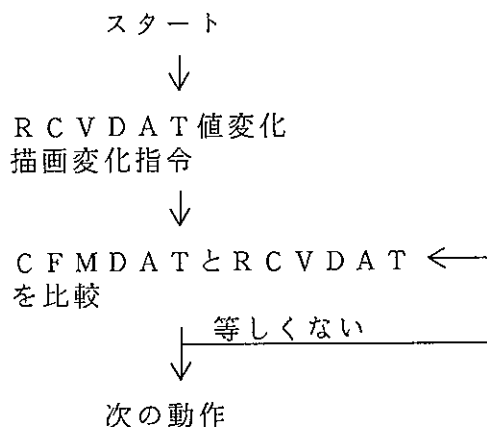 スタート
RCVDAT値変化
描画変化指令
CFMDATとRCVDAT
を比較
等しくない
次の動作